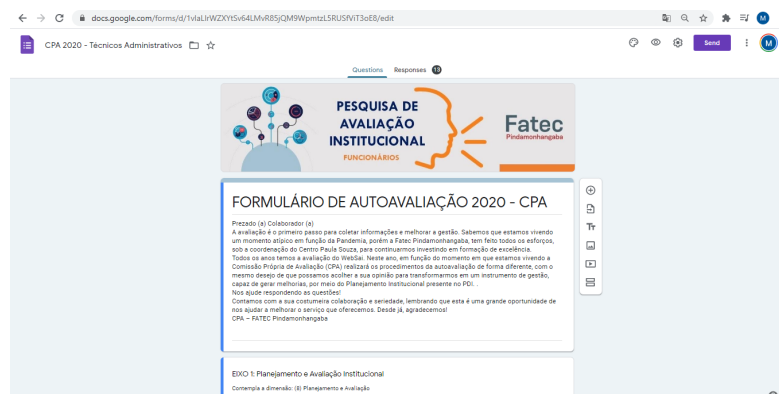 docs.google.com/forms/d/1vlaLIrWZXYtSv64LMvR85jQM9WpmtzL5RUSfViT3oE8/edit
M
CPA 2020 - Técnicos Administrativos
Send
M
Questions Responses 13
PESQUISA DE
AVALIAÇÃO
INSTITUCIONAL
FUNCIONÁRIOS
Fatec
Pindamonhangaba
FORMULÁRIO DE AUTOAVALIAÇÃO 2020 - CPA
Prezado (a) Colaborador (a)
A avaliação é o primeiro passo para coletar informações e melhorar a gestão. Sabemos que estamos vivendo
um momento atípico em função da Pandemia, porém a Fatec Pindamonhangaba, tem feito todos os esforços,
sob a coordenação do Centro Paula Souza, para continuarmos investindo em formação de excelência.
Todos os anos temos a avaliação do WebSai. Neste ano, em função do momento em que estamos vivendo a
Comissão Própria de Avaliação (CPA) realizará os procedimentos da autoavaliação de forma diferente, com o
mesmo desejo de que possamos acolher a sua opinião para transformarmos em um instrumento de gestão,
capaz de gerar melhorias, por meio do Planejamento Institucional presente no PDI...
Nos ajude respondendo as questões!
Contamos com a sua costumeira colaboração e seriedade, lembrando que esta é uma grande oportunidade de
nos ajudar a melhorar o serviço que oferecemos. Desde já, agradecemos!
CPA – FATEC Pindamonhangaba
Tт
EIXO 1: Planejamento e Avaliação Institucional
Contempla a dimensão: (8) Planejamento e Avaliação